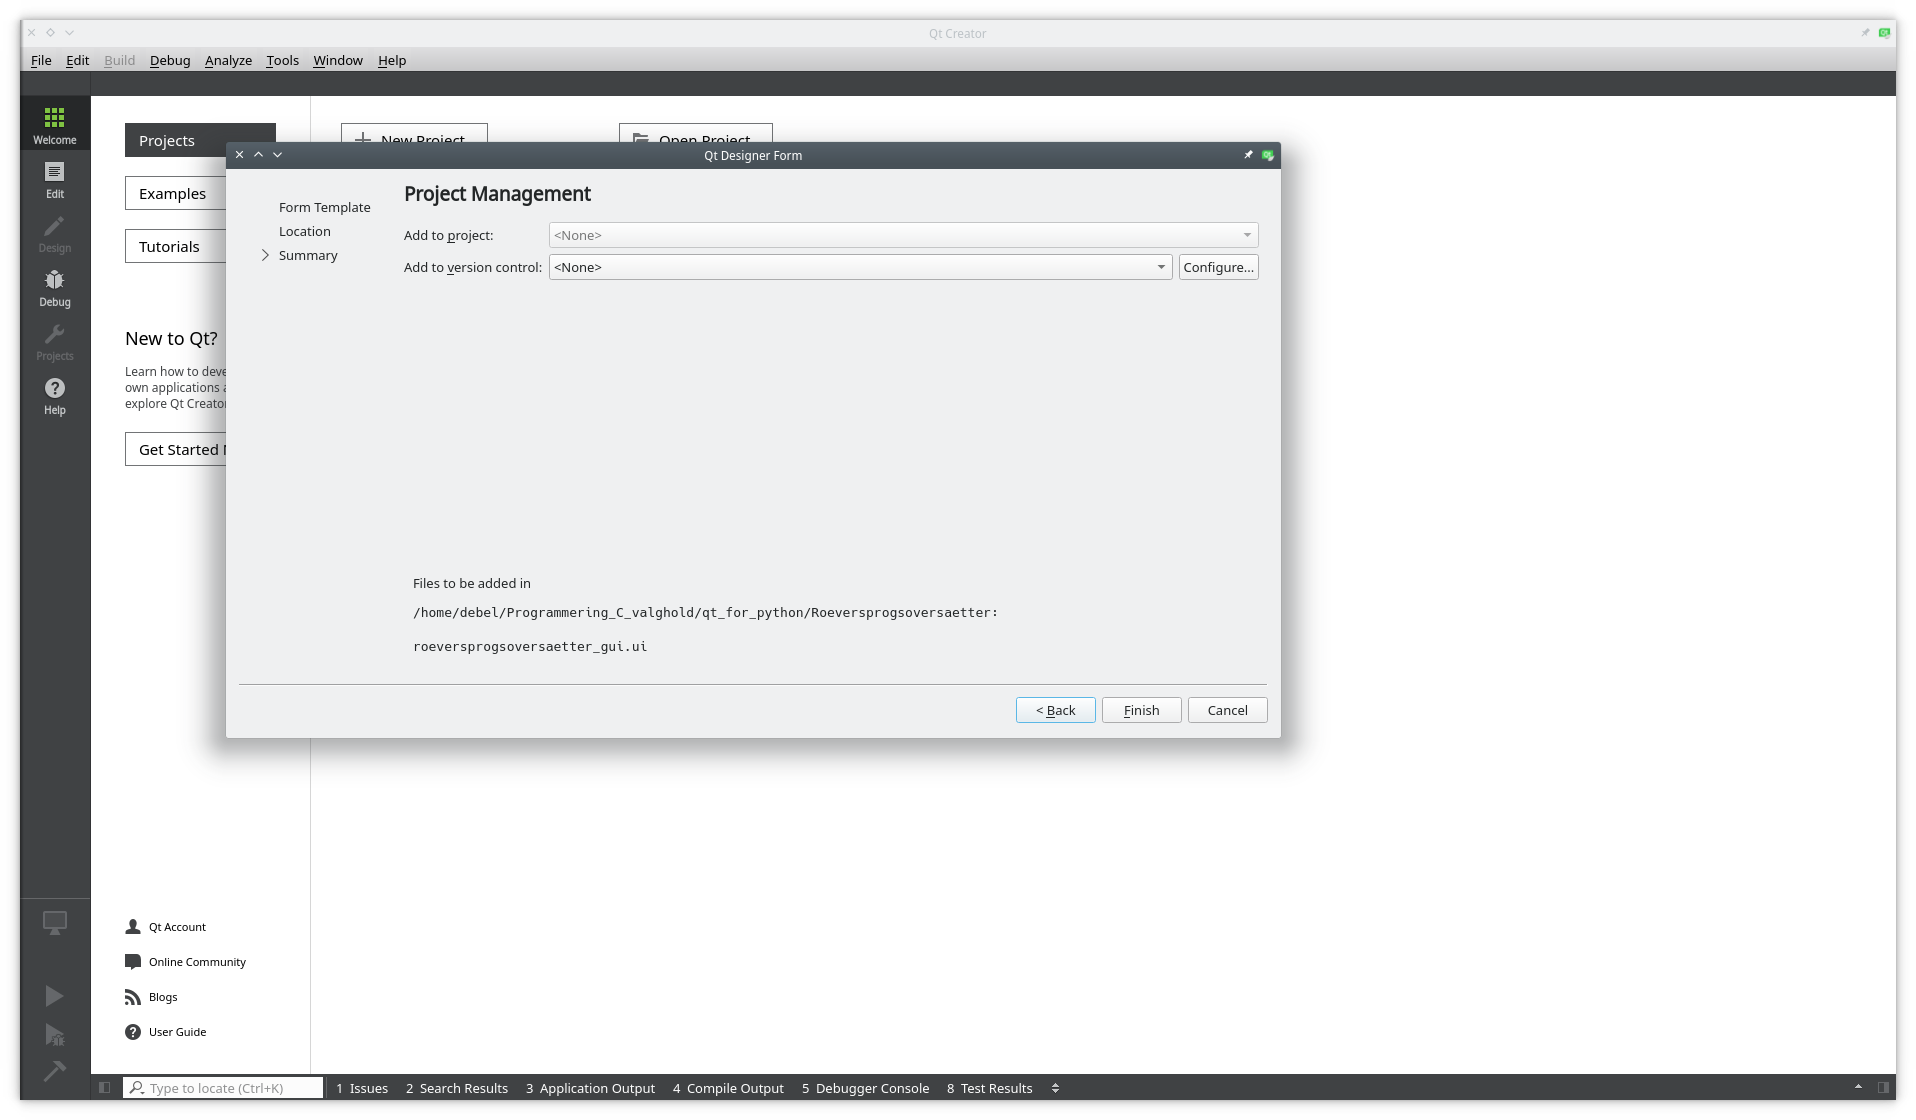 Qt Creator
File Edit Build Debug Analyze Tools Window Help
Welcome
Edit
Design
Debug
Projects
Help
Projects
Examples
Tutorials
New to Qt?
Learn how to deve
own applications a
explore Qt Creator
Get Started
New Project
Open Project
Qt Designer Form
Form Template
Location
Summary
Project Management
Add to project: <None>
Add to version control: <None> Configure...
Files to be added in
/home/debel/Programmering_C_valghold/qt_for_python/Roeversprogsoversaetter:
roeversprogsoversaetter_gui.ui
< Back Finish Cancel
Qt Account
Online Community
Blogs
User Guide
Type to locate (Ctrl+K) 1 Issues 2 Search Results 3 Application Output 4 Compile Output 5 Debugger Console 8 Test Results